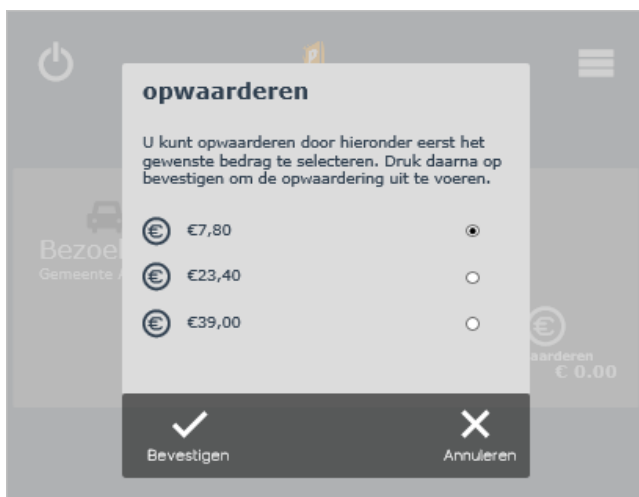 opwaarderen
U kunt opwaarderen door hieronder eerst het
gewenste bedrag te selecteren. Druk daarna op
bevestigen om de opwaardering uit te voeren.
€7,80
€23,40
€39,00
Gemeente
€ 0.00
Bevestigen
Annuleren